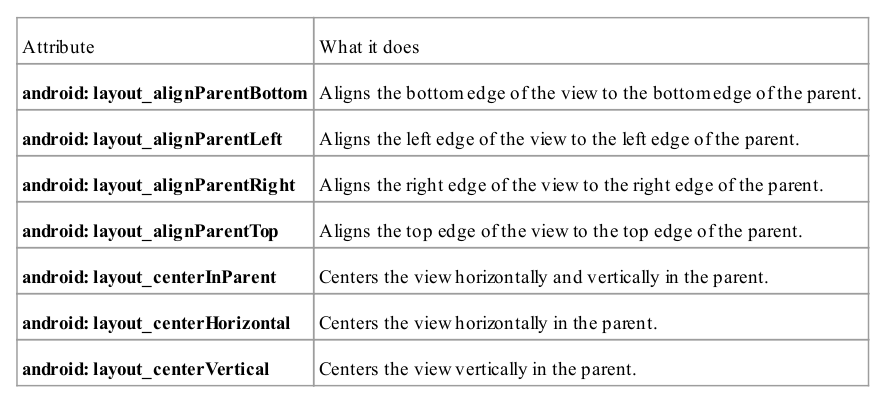 Attribute What it does
android: layout_alignParentBottom Aligns the bottom edge of the view to the bottom edge of the parent.
android: layout_alignParentLeft Aligns the left edge of the view to the left edge of the parent.
android: layout_alignParentRight Aligns the right edge of the view to the right edge of the parent.
android: layout_alignParentTop Aligns the top edge of the view to the top edge of the parent.
android: layout_centerInParent Centers the view horizontally and vertically in the parent.
android: layout_centerHorizontal Centers the view horizontally in the parent.
android: layout_centerVertical Centers the view vertically in the parent.